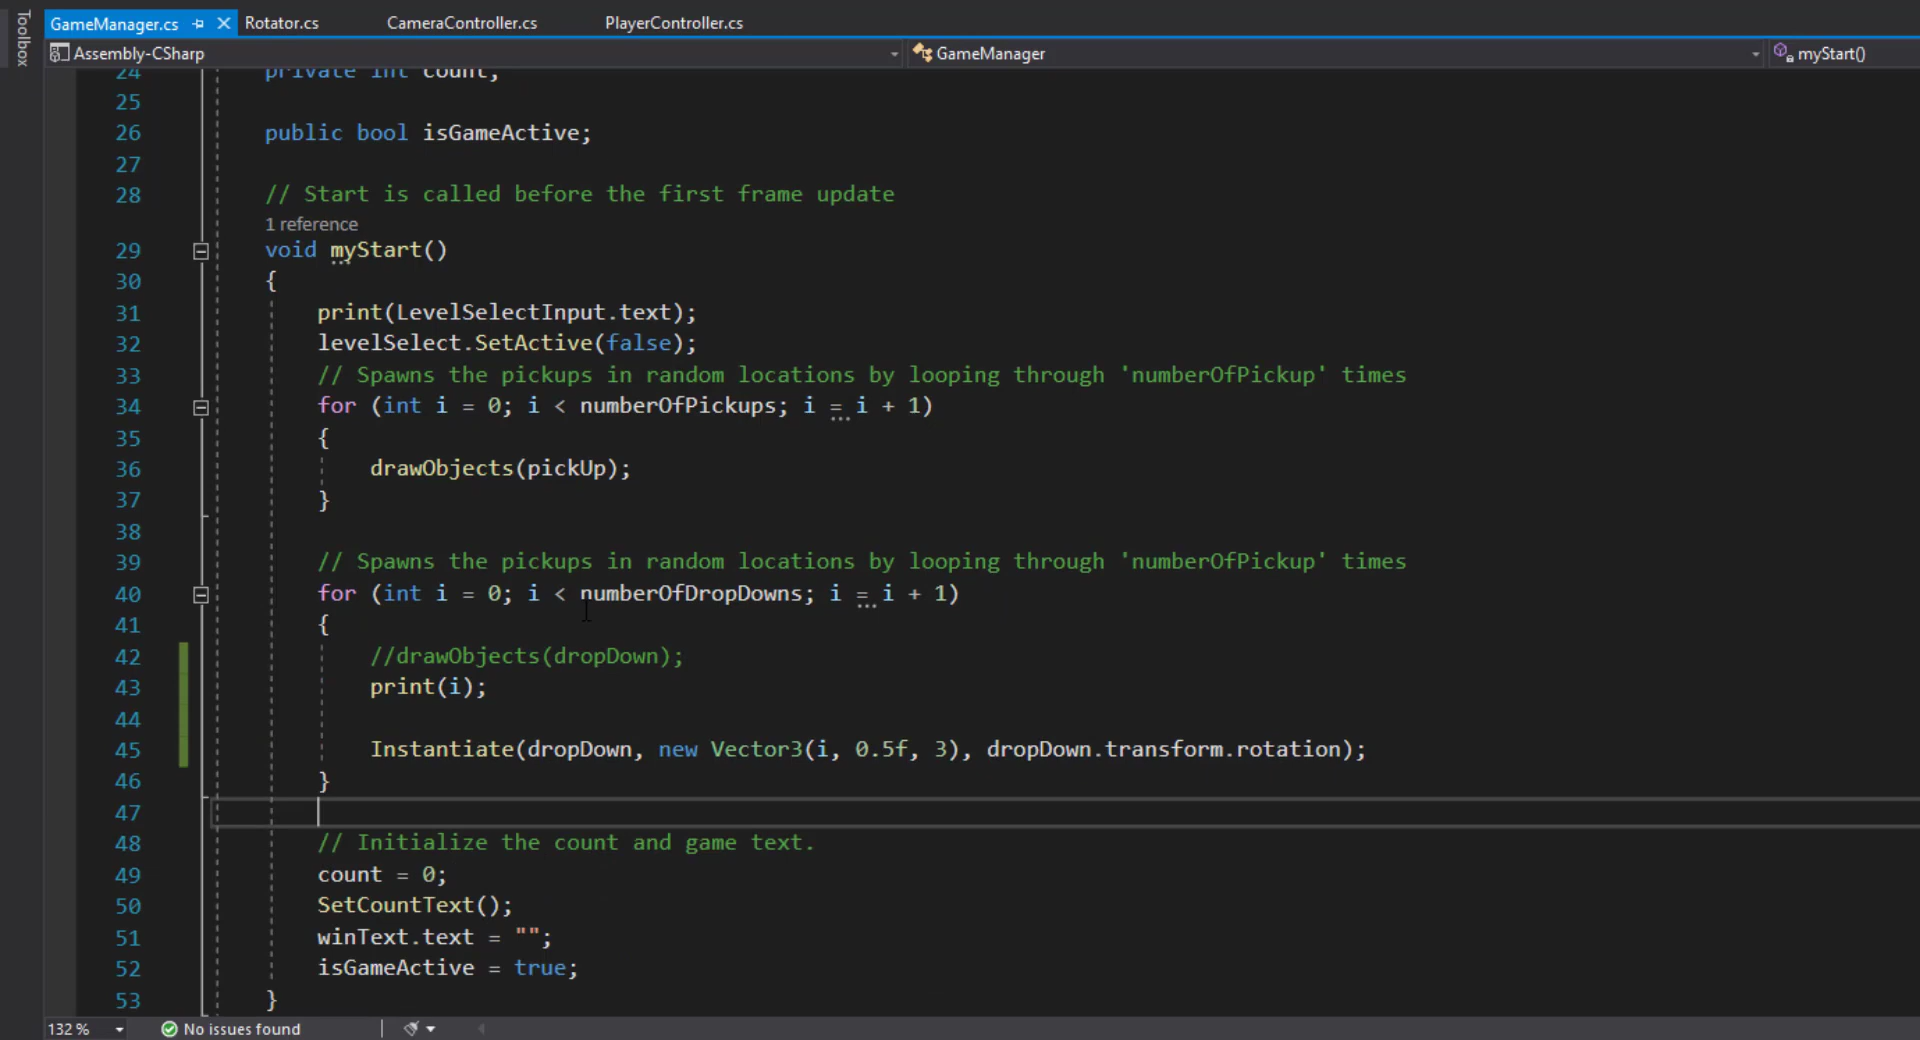 Toolbox
GameManager.cs Rotator.cs CameraController.cs PlayerController.cs
Assembly-CSharp GameManager myStart()
24 private int count;
25
26 public bool isGameActive;
27
28 // Start is called before the first frame update
1 reference
29 void myStart()
30 {
31 print(LevelSelectInput.text);
32 levelSelect.SetActive(false);
33 // Spawns the pickups in random locations by looping through 'numberOfPickup' times
34 for (int i = 0; i < numberOfPickups; i = i + 1)
35 {
36 drawObjects(pickUp);
37 }
38
39 // Spawns the pickups in random locations by looping through 'numberOfPickup' times
40 for (int i = 0; i < numberOfDropDowns; i = i + 1)
41 {
42 //drawObjects(dropDown);
43 print(i);
44
45 Instantiate(dropDown, new Vector3(i, 0.5f, 3), dropDown.transform.rotation);
46 }
47
48 // Initialize the count and game text.
49 count = 0;
50 SetCountText();
51 winText.text = "";
52 isGameActive = true;
53 }
132 % No issues found